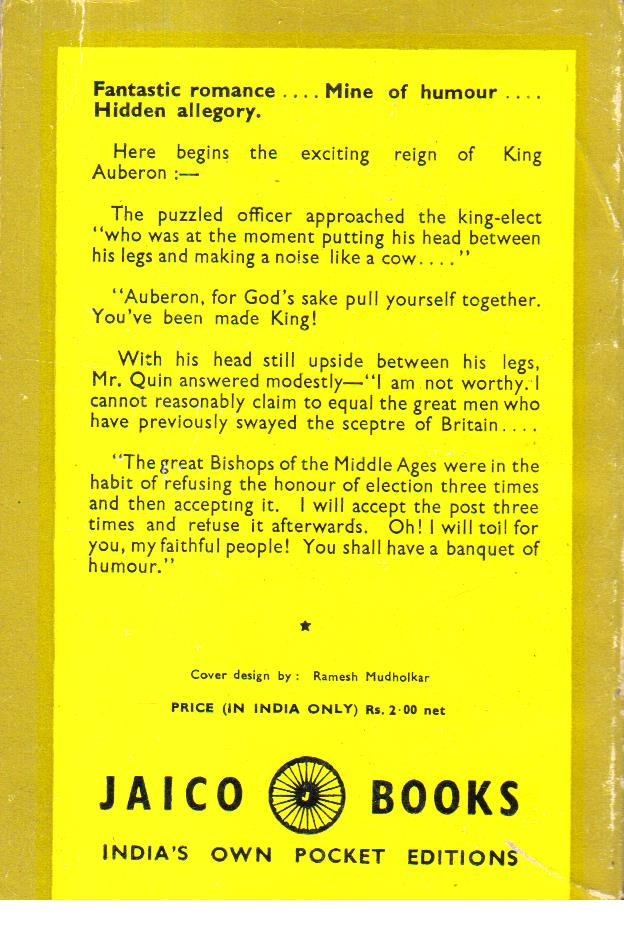 Fantastic romance .... Mine of humour ....
Hidden allegory.
Here begins the exciting reign of King
Auberon :—
The puzzled officer approached the king-elect
“who was at the moment putting his head between
his legs and making a noise like a cow....”
“Auberon, for God’s sake pull yourself together.
You’ve been made King!
With his head still upside between his legs,
Mr. Quin answered modestly—“I am not worthy. I
cannot reasonably claim to equal the great men who
have previously swayed the sceptre of Britain....
“The great Bishops of the Middle Ages were in the
habit of refusing the honour of election three times
and then accepting it. I will accept the post three
times and refuse it afterwards. Oh! I will toil for
you, my faithful people! You shall have a banquet of
humour.”
Cover design by : Ramesh Mudholkar
PRICE (IN INDIA ONLY) Rs. 2·00 net
JAICO J BOOKS
INDIA’S OWN POCKET EDITIONS